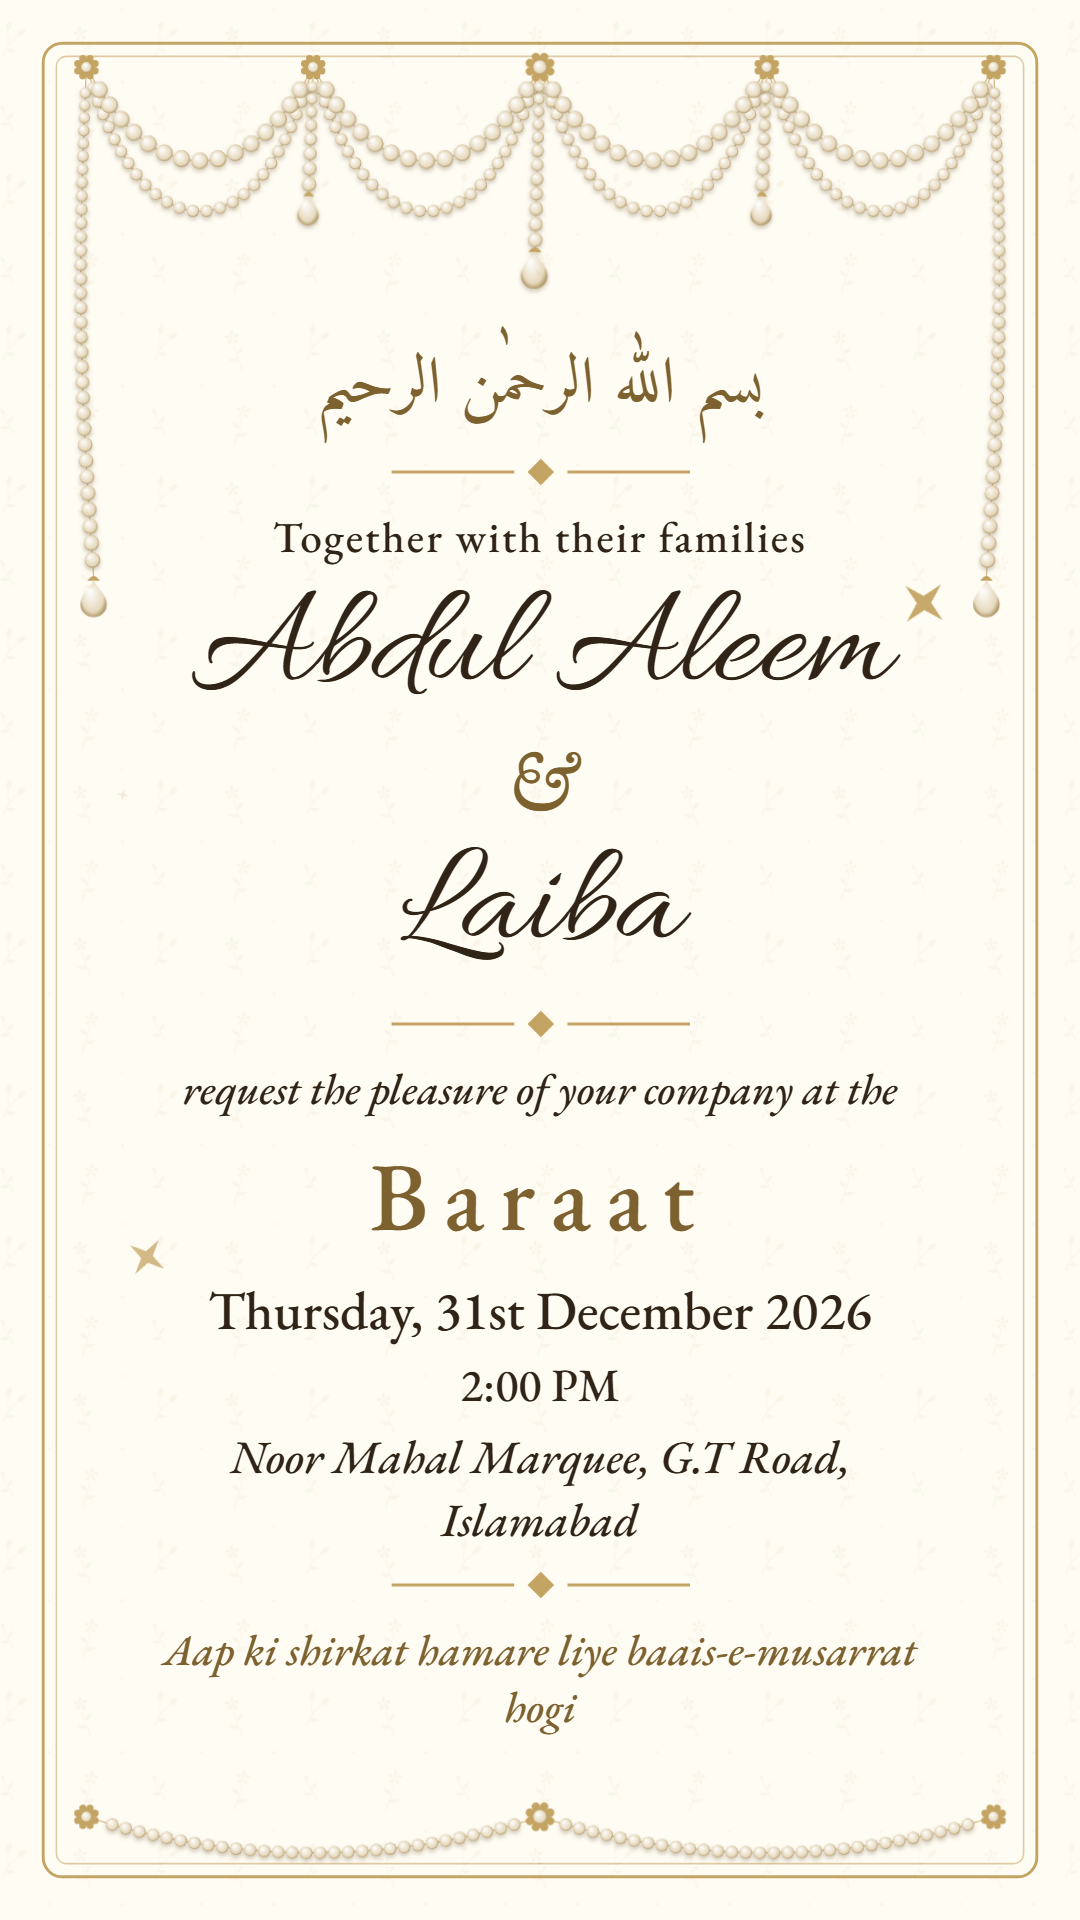 بسم الله الرحمٰن الرحيم
Together with their families
Abdul Aleem
&
Laiba
request the pleasure of your company at the
Baraat
Thursday, 31st December 2026
2:00 PM
Noor Mahal Marquee, G.T Road,
Islamabad
Aap ki shirkat hamare liye baais-e-musarrat
hogi